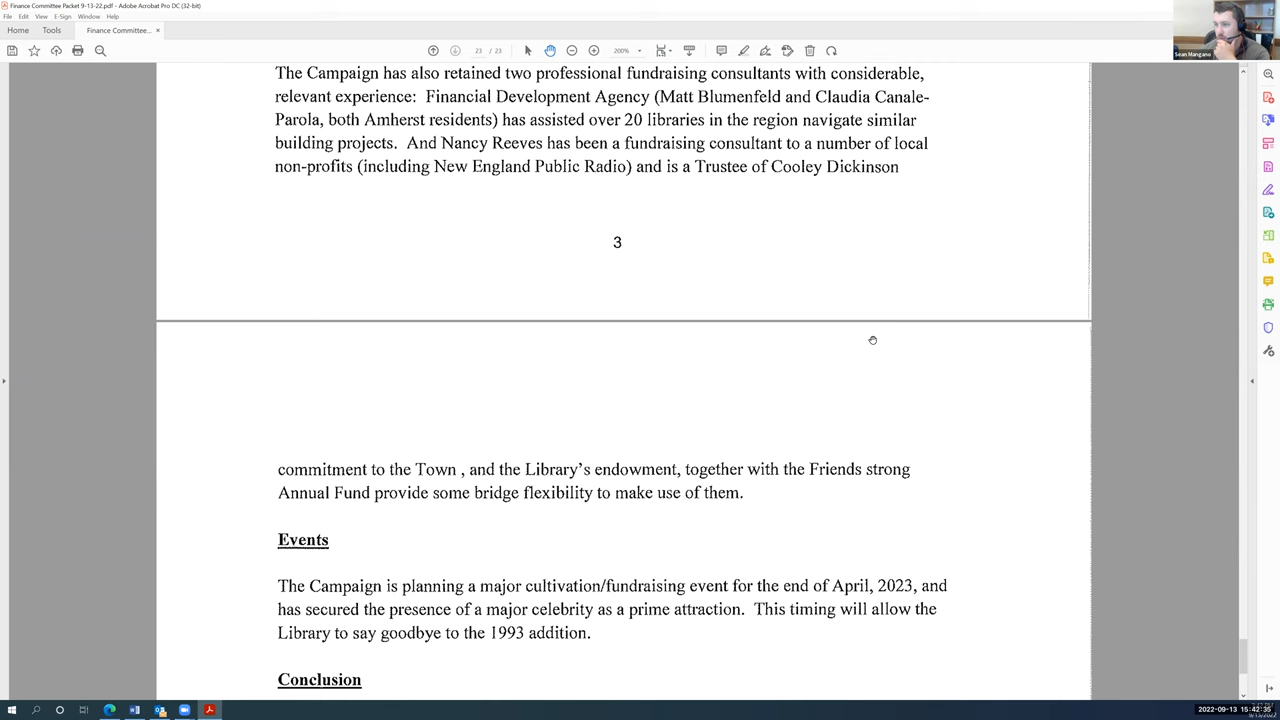 Finance Committee Packet 9-13-22.pdf - Adobe Acrobat Pro DC (32-bit)
File Edit View E-Sign Window Help
Home Tools Finance Committee... ×
23 / 23 200%
Sean Mangano
The Campaign has also retained two professional fundraising consultants with considerable,
relevant experience: Financial Development Agency (Matt Blumenfeld and Claudia Canale-
Parola, both Amherst residents) has assisted over 20 libraries in the region navigate similar
building projects. And Nancy Reeves has been a fundraising consultant to a number of local
non-profits (including New England Public Radio) and is a Trustee of Cooley Dickinson
3
commitment to the Town , and the Library's endowment, together with the Friends strong
Annual Fund provide some bridge flexibility to make use of them.
Events
The Campaign is planning a major cultivation/fundraising event for the end of April, 2023, and
has secured the presence of a major celebrity as a prime attraction. This timing will allow the
Library to say goodbye to the 1993 addition.
Conclusion
2022-09-13 15:42:35